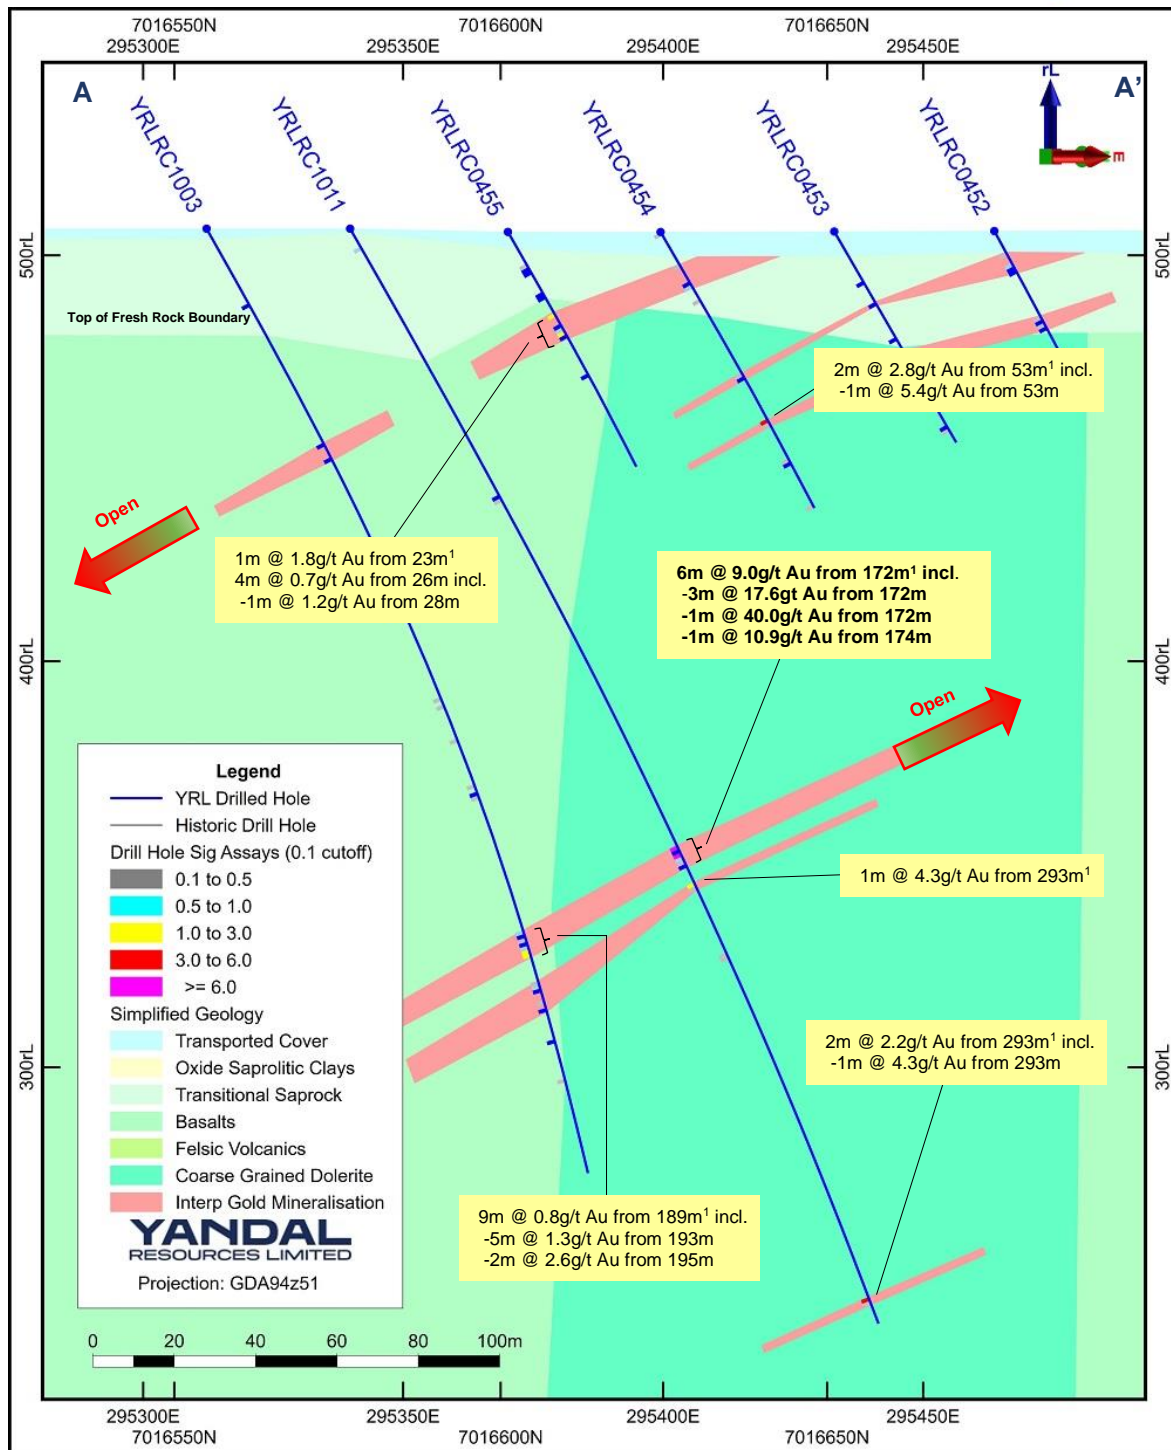 7016550N 7016600N 7016650N
295300E 295350E 295400E 295450E
A
A'
rL
E
YRLRC1003
YRLRC1011
YRLRC0455
YRLRC0454
YRLRC0453
YRLRC0452
500rL
500rL
Top of Fresh Rock Boundary
2m @ 2.8g/t Au from 53m¹ incl.
-1m @ 5.4g/t Au from 53m
Open
1m @ 1.8g/t Au from 23m¹
4m @ 0.7g/t Au from 26m incl.
-1m @ 1.2g/t Au from 28m
6m @ 9.0g/t Au from 172m¹ incl.
-3m @ 17.6gt Au from 172m
-1m @ 40.0g/t Au from 172m
-1m @ 10.9g/t Au from 174m
400rL
400rL
Open
1m @ 4.3g/t Au from 293m¹
Legend
YRL Drilled Hole
Historic Drill Hole
Drill Hole Sig Assays (0.1 cutoff)
0.1 to 0.5
0.5 to 1.0
1.0 to 3.0
3.0 to 6.0
>= 6.0
Simplified Geology
Transported Cover
Oxide Saprolitic Clays
Transitional Saprock
Basalts
Felsic Volcanics
Coarse Grained Dolerite
Interp Gold Mineralisation
YANDAL
RESOURCES LIMITED
Projection: GDA94z51
300rL
300rL
2m @ 2.2g/t Au from 293m¹ incl.
-1m @ 4.3g/t Au from 293m
9m @ 0.8g/t Au from 189m¹ incl.
-5m @ 1.3g/t Au from 193m
-2m @ 2.6g/t Au from 195m
0 20 40 60 80 100m
295300E 295350E 295400E 295450E
7016550N 7016600N 7016650N